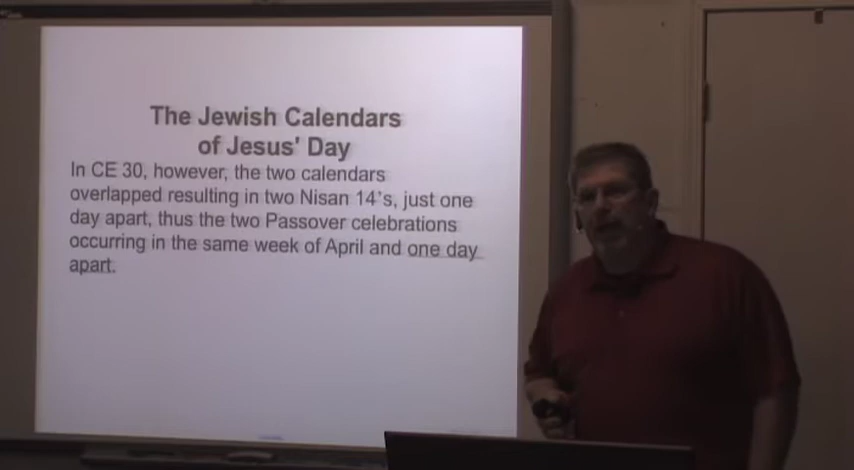 The Jewish Calendars
of Jesus' Day
In CE 30, however, the two calendars
overlapped resulting in two Nisan 14's, just one
day apart, thus the two Passover celebrations
occurring in the same week of April and one day
apart.